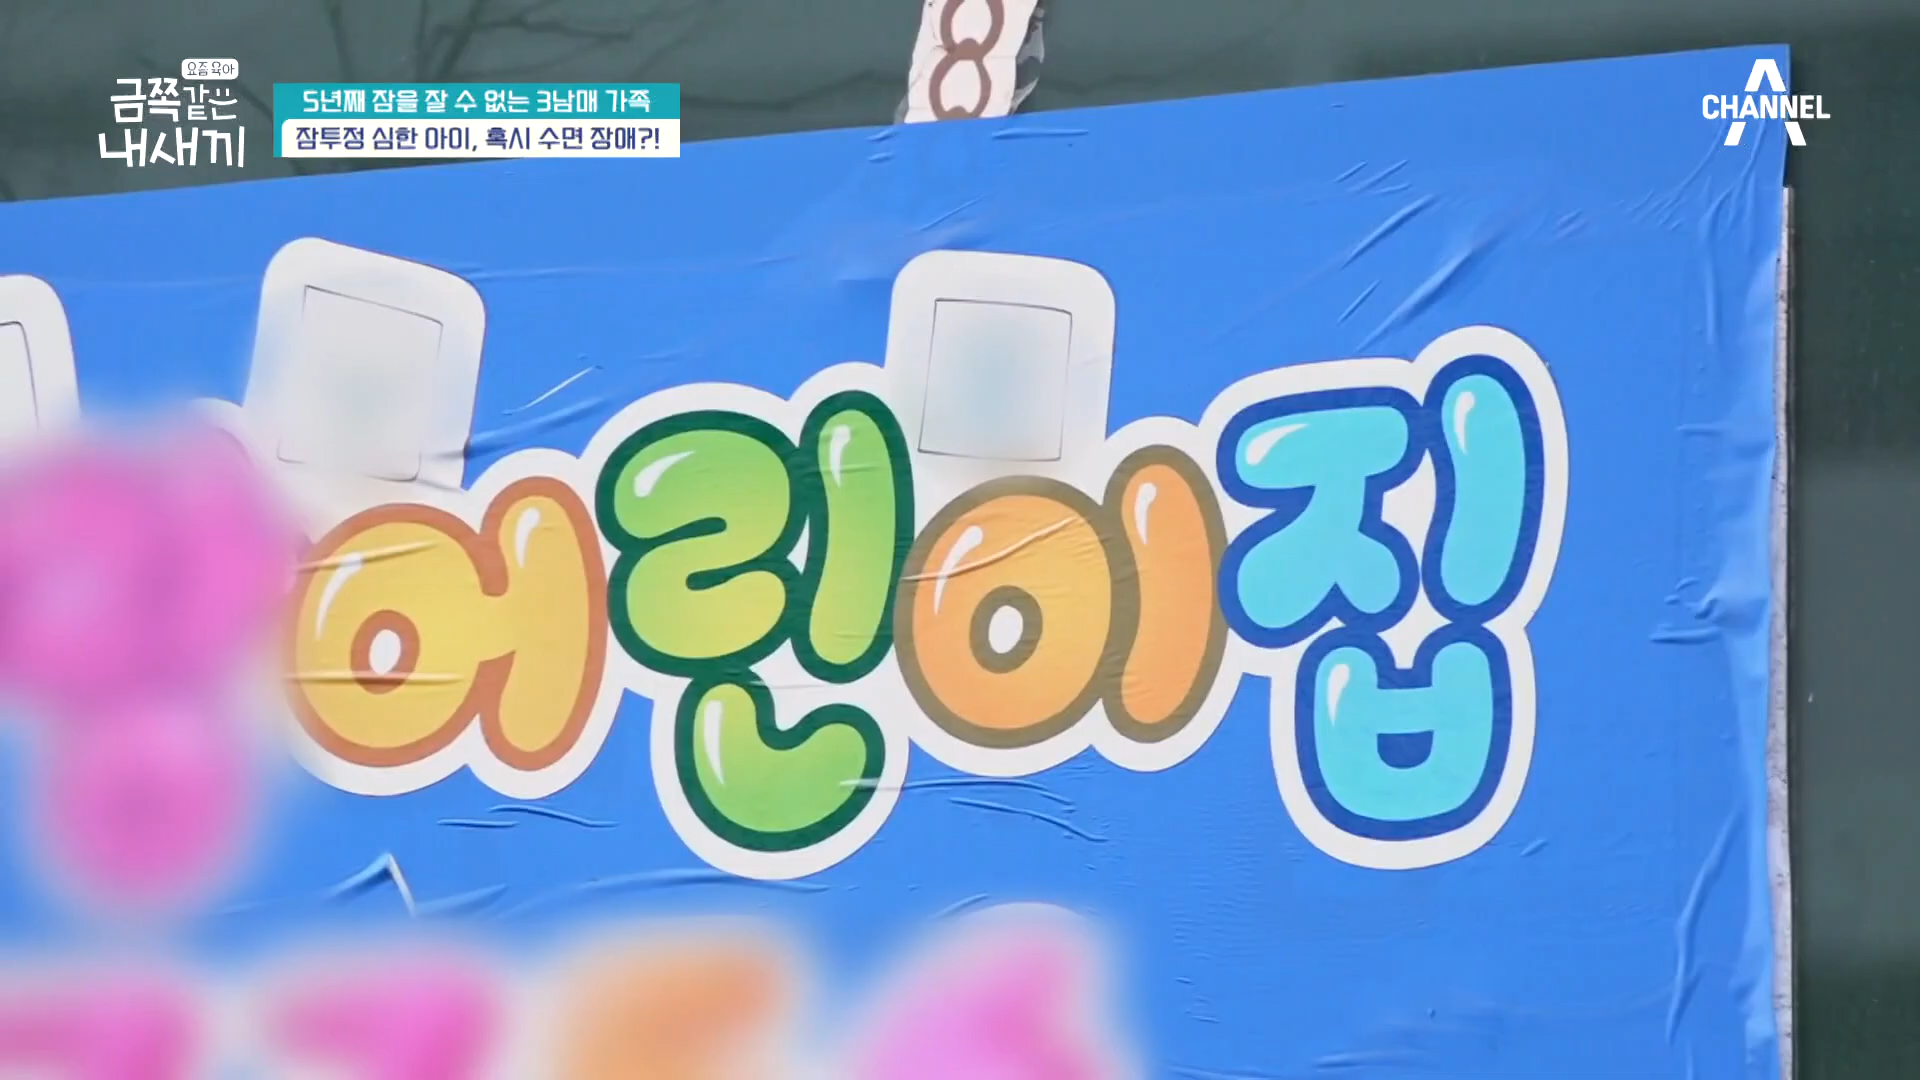 요즘 육아
금쪽같은
내새끼
5년째 잠을 잘 수 없는 3남매 가족
잠투정 심한 아이, 혹시 수면 장애?!
CHANNEL A
어린이집